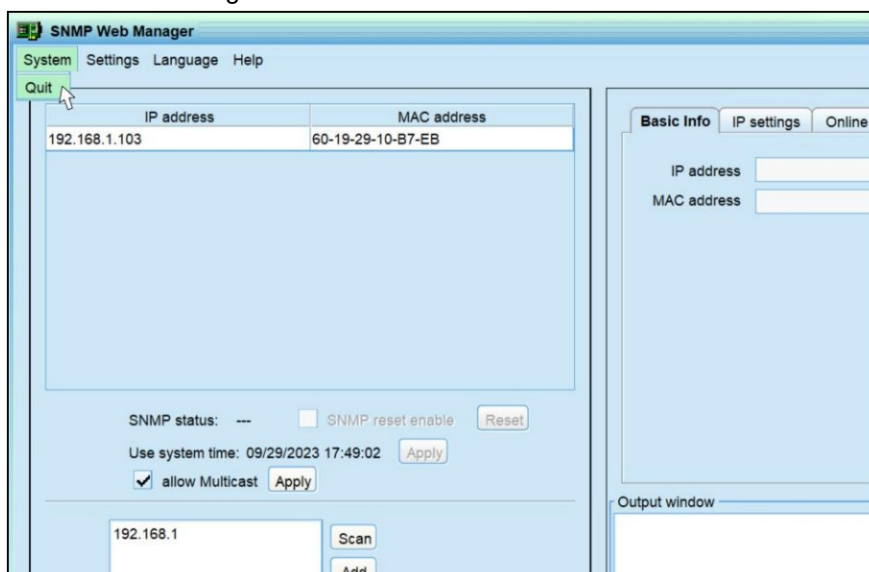 SNMP Web Manager
System Settings Language Help
Quit
IP address MAC address
192.168.1.103 60-19-29-10-B7-EB
Basic Info IP settings Online
IP address
MAC address
SNMP status: --- SNMP reset enable Reset
Use system time: 09/29/2023 17:49:02 Apply
allow Multicast Apply
Output window
192.168.1 Scan
Add